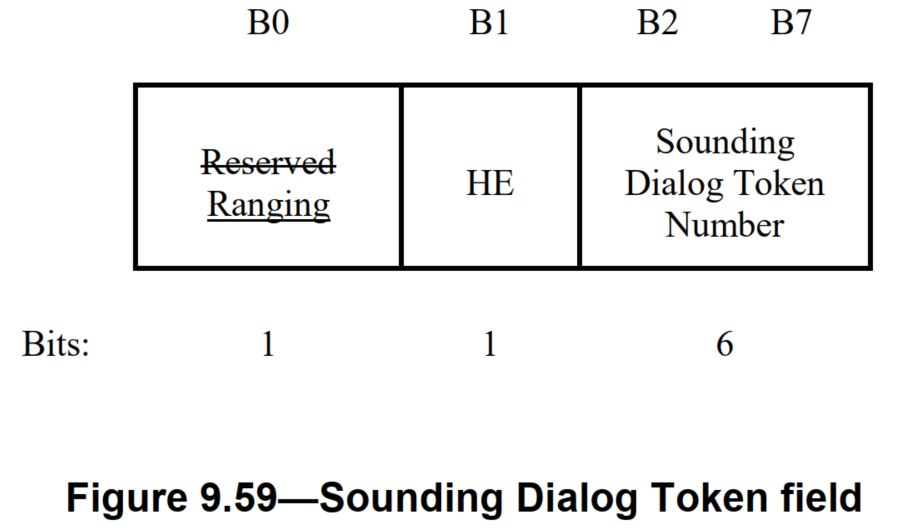 B0 B1 B2 B7
Reserved
Ranging
HE
Sounding
Dialog Token
Number
Bits: 1 1 6
Figure 9.59—Sounding Dialog Token field